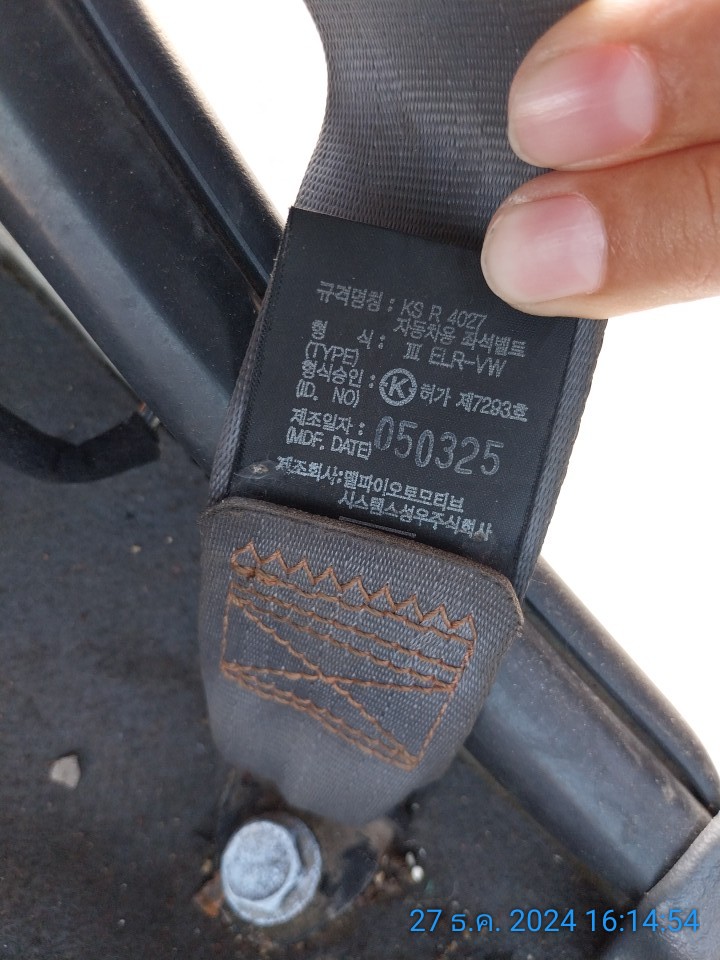 규격명칭 : KS R 4027
자동차용 좌석벨트
형 식 : Ⅲ ELR-VW
(TYPE)
형식승인 : Ⓚ 허가 제7293호
(ID. NO)
제조일자 : 050325
(MDF. DATE)
제조회사:델파이오토모티브
시스템스성우주식회사
27 ธ.ค. 2024 16:14:54